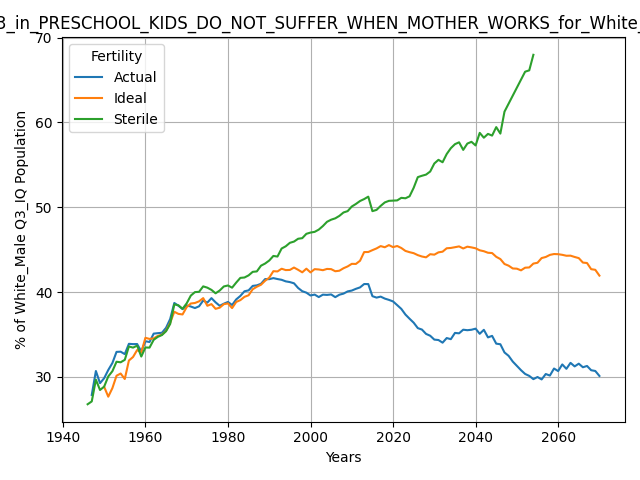 3_in_PRESCHOOL_KIDS_DO_NOT_SUFFER_WHEN_MOTHER_WORKS_for_White_
Fertility
Actual
Ideal
Sterile
% of White_Male Q3_IQ Population
70
60
50
40
30
1940 1960 1980 2000 2020 2040 2060
Years